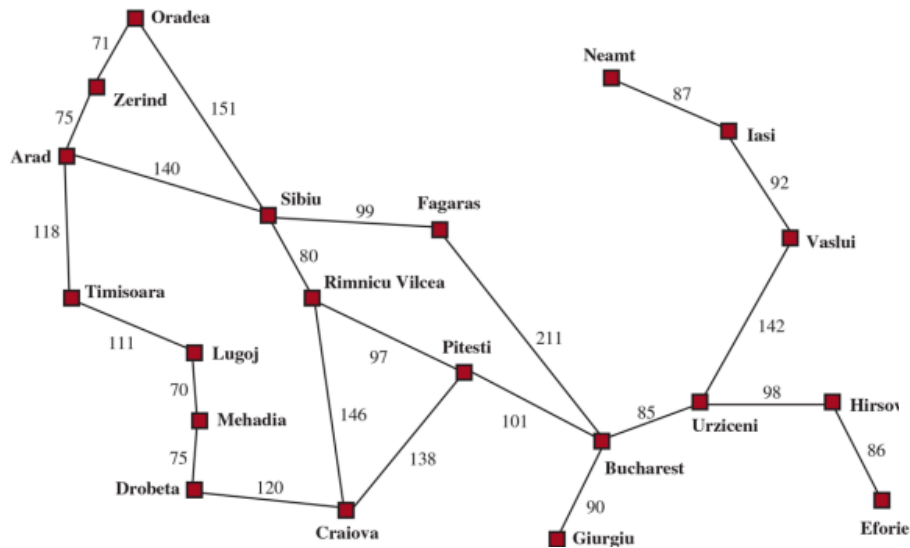 Oradea
71
Neamt
87
Zerind
151
75
Iasi
Arad
140
92
Sibiu
Fagaras
99
118
Vaslui
80
Timisoara
Rimnicu Vilcea
142
111
211
Lugoj
Pitesti
97
70
98
Hirsov
146
101
85
Mehadia
Urziceni
86
138
75
Bucharest
Drobeta
120
90
Eforie
Craiova
Giurgiu